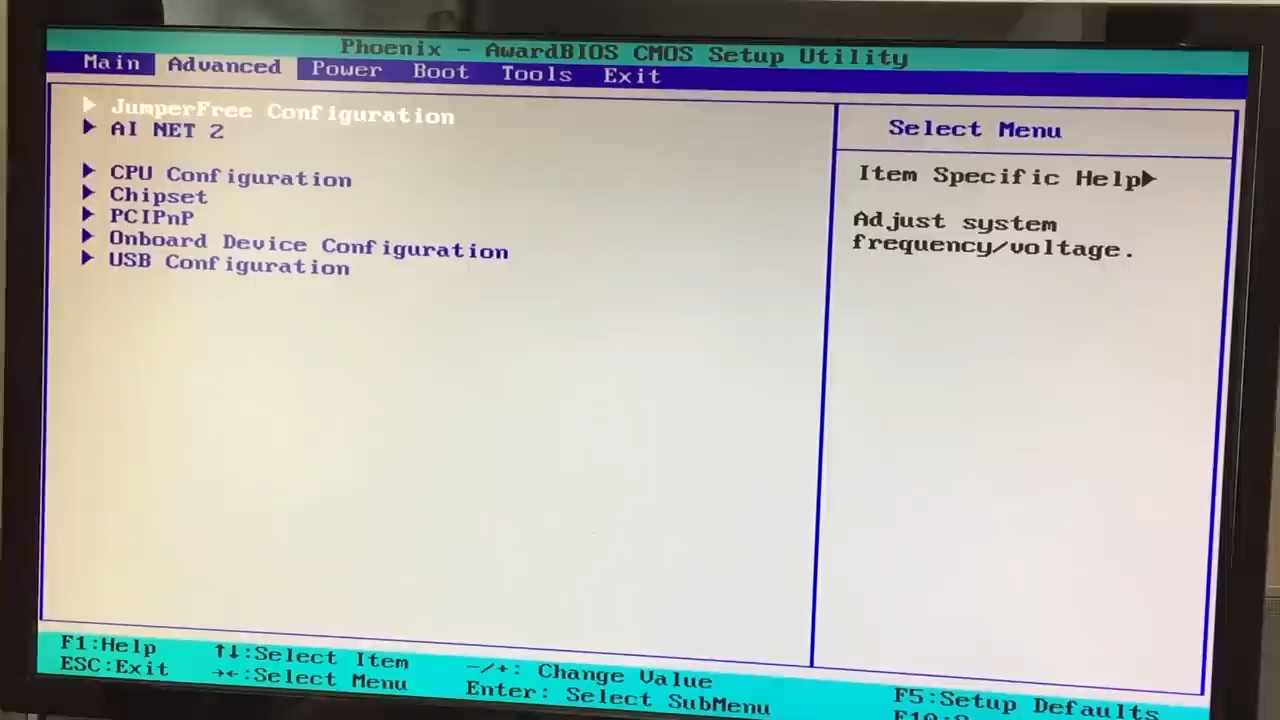 Phoenix - AwardBIOS CMOS Setup Utility
Main Advanced Power Boot Tools Exit
JumperFree Configuration
AI NET 2
CPU Configuration
Chipset
PCIPnP
Onboard Device Configuration
USB Configuration
Select Menu
Item Specific Help
Adjust system
frequency/voltage.
F1:Help ↑↓:Select Item -/+: Change Value F5:Setup Defaults
ESC:Exit →←:Select Menu Enter: Select SubMenu